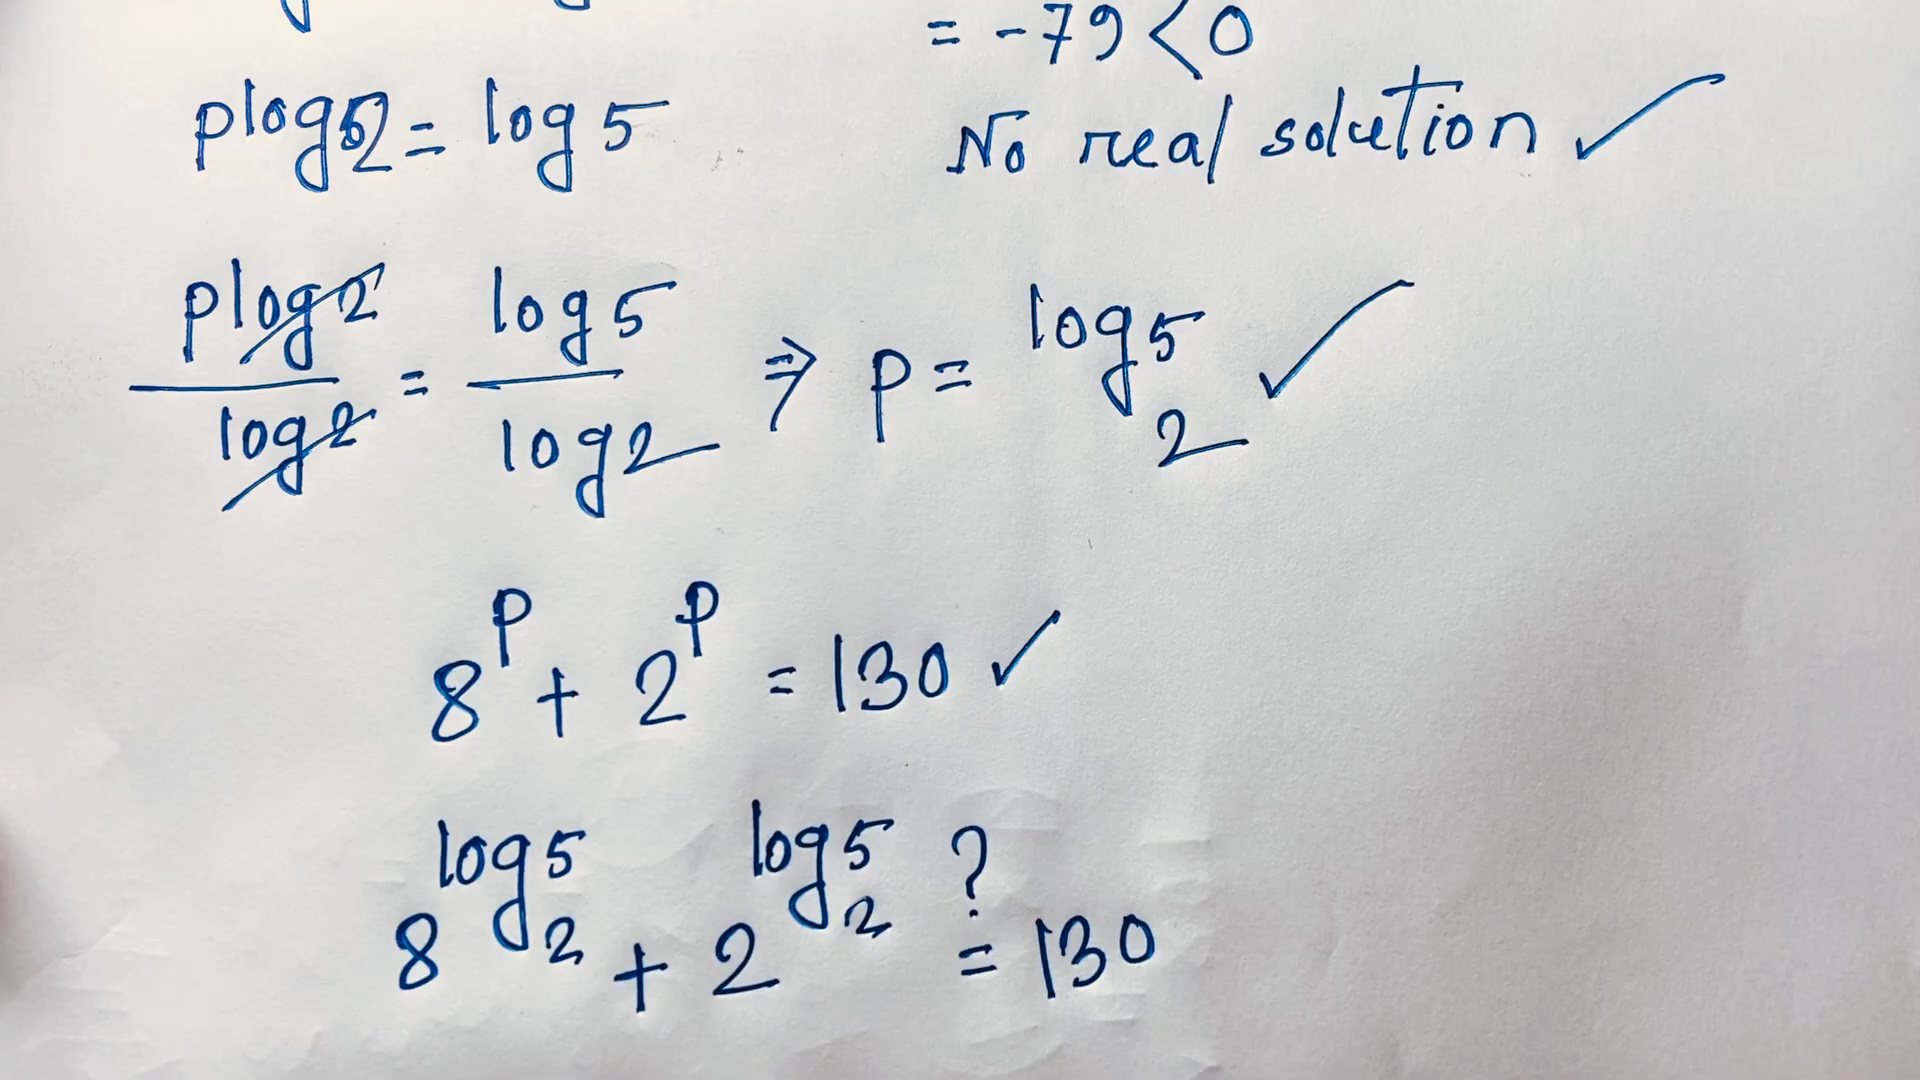 = -79 < 0
plog2 = log5
No real solution ✓
plog2/log2 = log5/log2 ⇒ p = log₂5 ✓
8^p + 2^p = 130 ✓
8^log₂5 + 2^log₂5 ?= 130